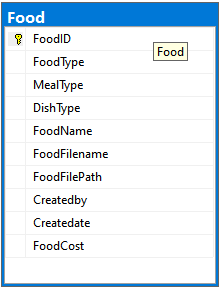 Food
FoodID
Food
FoodType
MealType
DishType
FoodName
FoodFilename
FoodFilePath
Createdby
Createdate
FoodCost